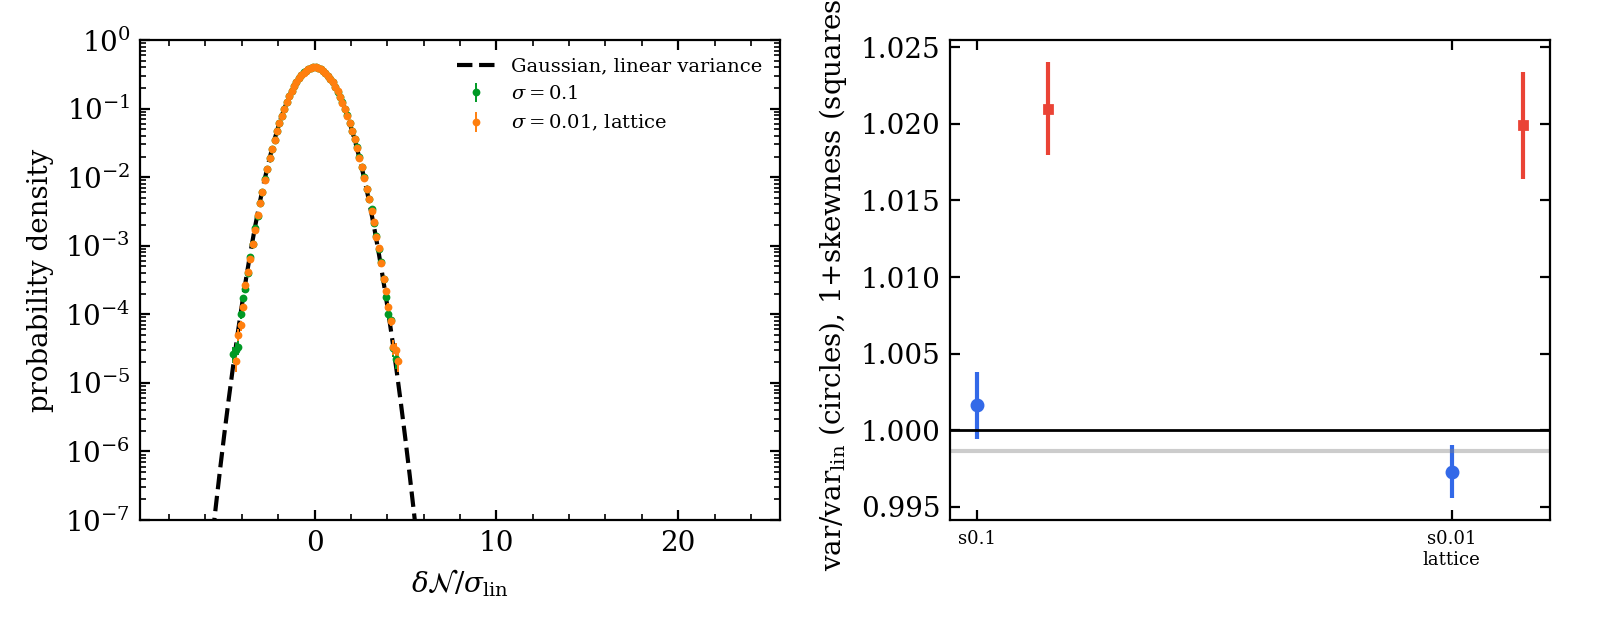 10⁰
10⁻¹
10⁻²
10⁻³
10⁻⁴
10⁻⁵
10⁻⁶
10⁻⁷
probability density
Gaussian, linear variance
σ = 0.1
σ = 0.01, lattice
0
10
20
δ𝒩/σ_lin
var/var_lin (circles), 1+skewness (squares
1.025
1.020
1.015
1.010
1.005
1.000
0.995
s0.1
s0.01
lattice